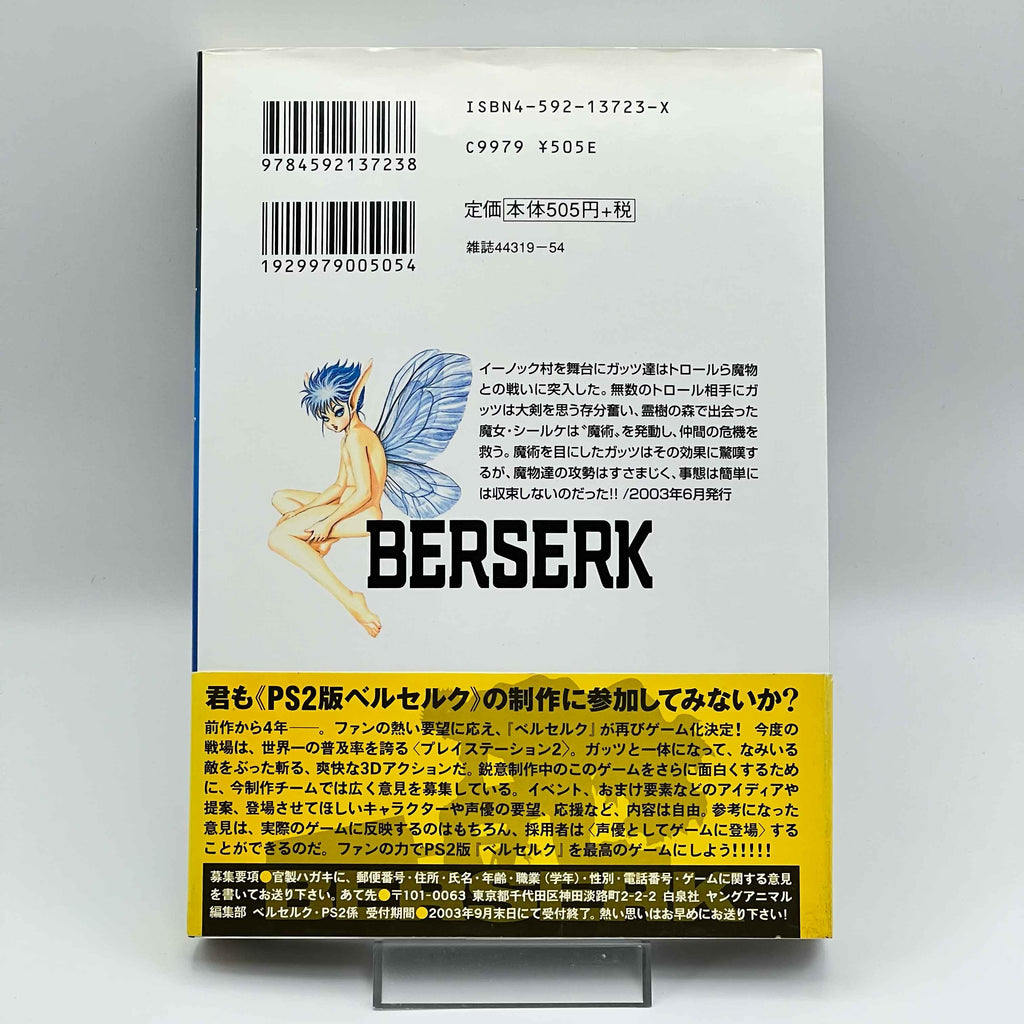 ISBN4-592-13723-X
9784592137238
C9979 ¥505E
定価 本体505円+税
雑誌44319-54
1929979005054
イーノック村を舞台にガッツ達はトロールら魔物
との戦いに突入した。無数のトロール相手にガ
ッツは大剣を思う存分奮い、霊樹の森で出会った
魔女・シールケは〝魔術〟を発動し、仲間の危機を
救う。魔術を目にしたガッツはその効果に驚嘆す
るが、魔物達の攻勢はすさまじく、事態は簡単に
は収束しないのだった!! /2003年6月発行
BERSERK
君も《PS2版ベルセルク》の制作に参加してみないか?
前作から4年――。ファンの熱い要望に応え、『ベルセルク』が再びゲーム化決定! 今度の
戦場は、世界一の普及率を誇る〈プレイステーション2〉。ガッツと一体になって、なみいる
敵をぶった斬る、爽快な3Dアクションだ。鋭意制作中のこのゲームをさらに面白くするため
に、今制作チームでは広く意見を募集している。イベント、おまけ要素などのアイディアや
提案、登場させてほしいキャラクターや声優の要望、応援など、内容は自由。参考になった
意見は、実際のゲームに反映するのはもちろん、採用者は〈声優としてゲームに登場〉する
ことができるのだ。ファンの力でPS2版『ベルセルク』を最高のゲームにしよう!!!!!
募集要項●官製ハガキに、郵便番号・住所・氏名・年齢・職業(学年)・性別・電話番号・ゲームに関する意見
を書いてお送り下さい。あて先●〒101-0063 東京都千代田区神田淡路町2-2-2 白泉社 ヤングアニマル
編集部 ベルセルク・PS2係 受付期間●2003年9月末日にて受付終了。熱い思いはお早めにお送り下さい!